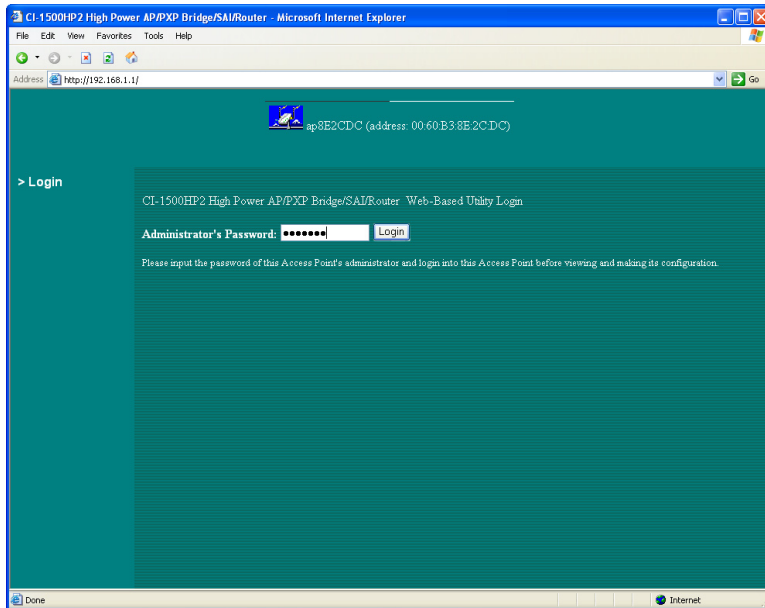 CI-1500HP2 High Power AP/PXP Bridge/SAI/Router - Microsoft Internet Explorer
File Edit View Favorites Tools Help
Address http://192.168.1.1/ Go
ap8E2CDC (address: 00:60:B3:8E:2C:DC)
> Login
CI-1500HP2 High Power AP/PXP Bridge/SAI/Router Web-Based Utility Login
Administrator's Password: ●●●●●●● Login
Please input the password of this Access Point's administrator and login into this Access Point before viewing and making its configuration.
Done Internet